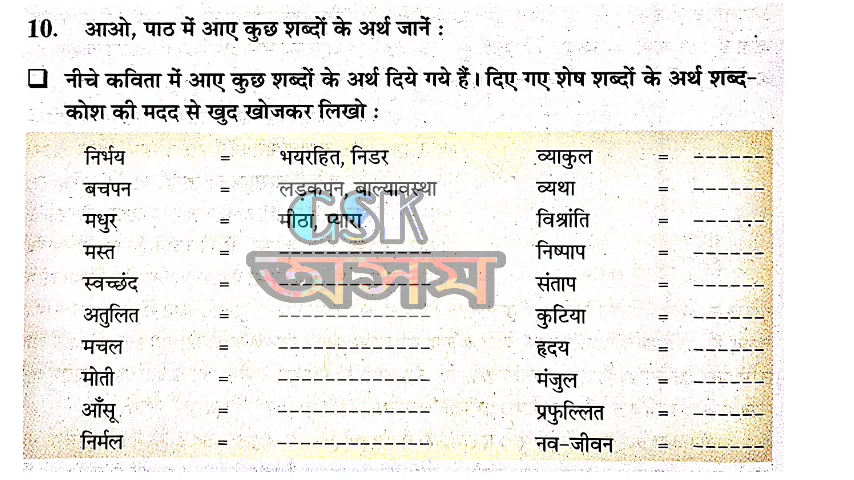 10. आओ, पाठ में आए कुछ शब्दों के अर्थ जानें :
❑ नीचे कविता में आए कुछ शब्दों के अर्थ दिये गये हैं। दिए गए शेष शब्दों के अर्थ शब्द-
कोश की मदद से खुद खोजकर लिखो :
निर्भय = भयरहित, निडर व्याकुल = ------
बचपन = लड़कपन, बाल्यावस्था व्यथा = ------
मधुर = मीठा, प्यारा विश्रांति = ------
मस्त = ------------- निष्पाप = ------
स्वच्छंद = ------------- संताप = ------
अतुलित = ------------- कुटिया = ------
मचल = ------------- हृदय = ------
मोती = ------------- मंजुल = ------
आँसू = ------------- प्रफुल्लित = ------
निर्मल = ------------- नव-जीवन = ------
GSK
অসম